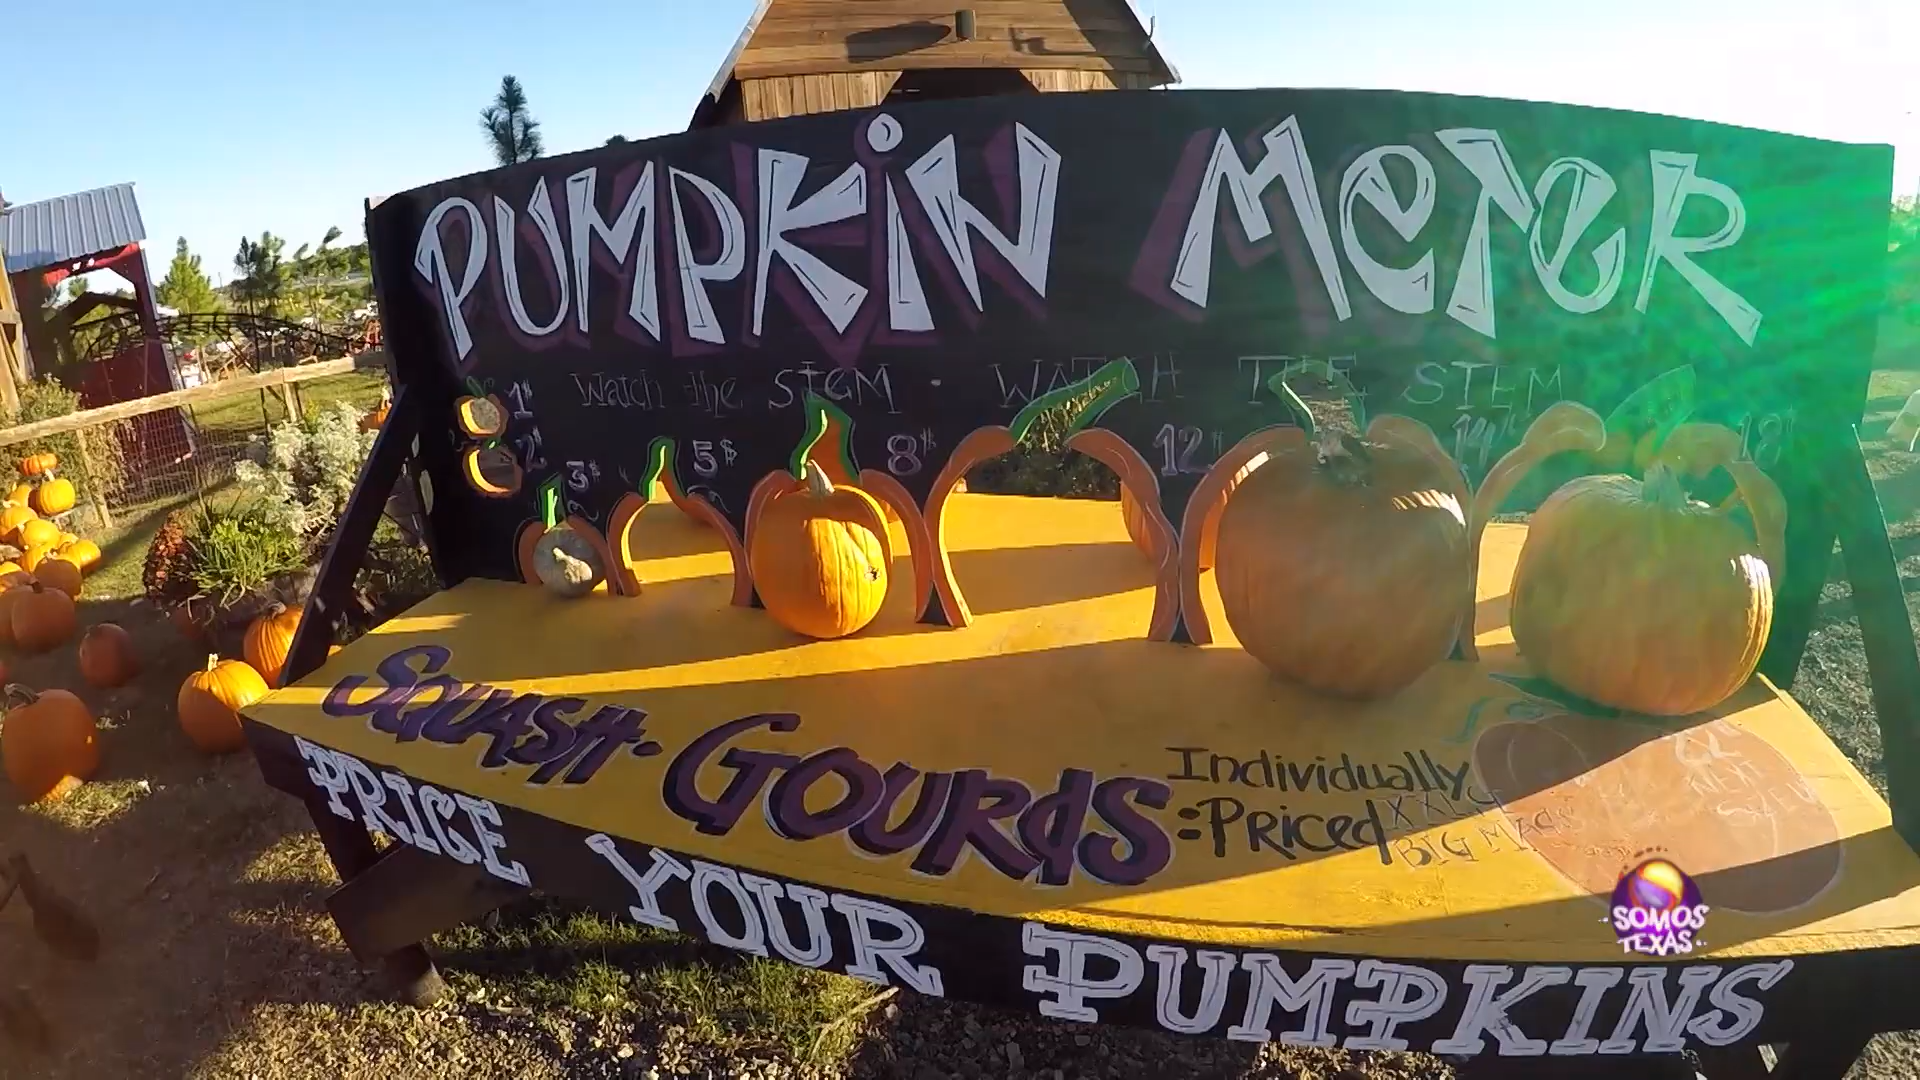 PUMPKIN METER
Watch the STEM · WATCH THE STEM
1$
2$
3$
5$
8$
12$
14$
18$
SQUASH · GOURdS : Individually Priced
XXLG
BIG MACS
PRICE YOUR PUMPKINS
SOMOS
TEXAS